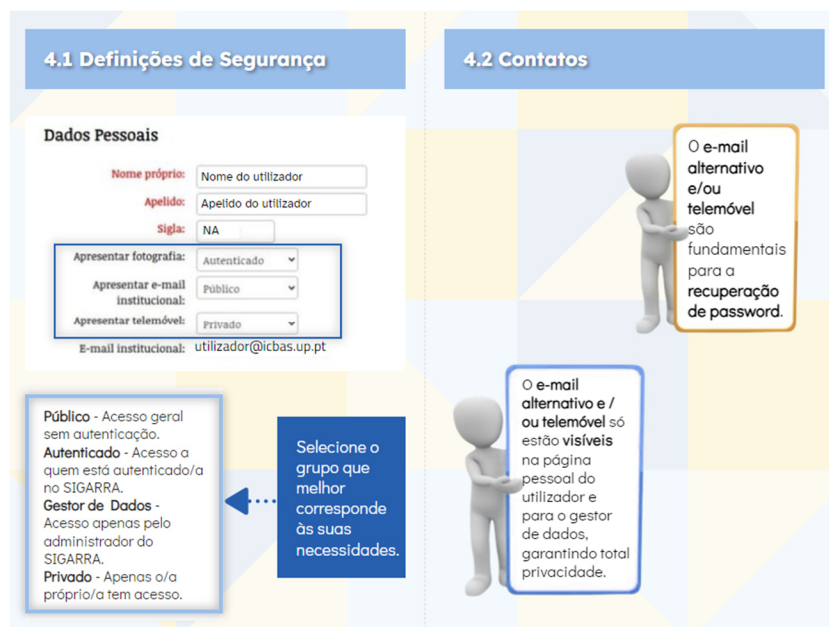 4.1 Definições de Segurança
Dados Pessoais
Nome próprio: Nome do utilizador
Apelido: Apelido do utilizador
Sigla: NA
Apresentar fotografia: Autenticado
Apresentar e-mail
institucional: Público
Apresentar telemóvel: Privado
E-mail institucional: utilizador@icbas.up.pt
Público - Acesso geral
sem autenticação.
Autenticado - Acesso a
quem está autenticado/a
no SIGARRA.
Gestor de Dados -
Acesso apenas pelo
administrador do
SIGARRA.
Privado - Apenas o/a
próprio/a tem acesso.
Selecione o
grupo que
melhor
corresponde
às suas
necessidades.
4.2 Contatos
O e-mail
alternativo
e/ou
telemóvel
são
fundamentais
para a
recuperação
de password.
O e-mail
alternativo e /
ou telemóvel só
estão visíveis
na página
pessoal do
utilizador e
para o gestor
de dados,
garantindo total
privacidade.